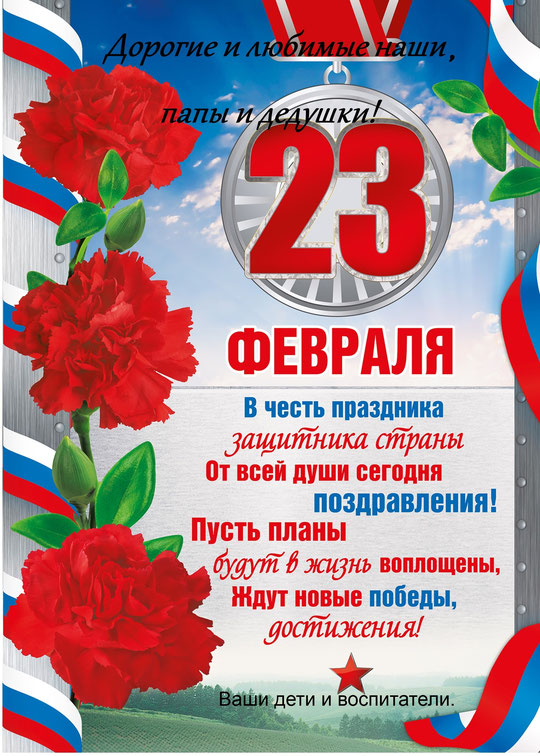 Дорогие и любимые наши,
папы и дедушки!
23
ФЕВРАЛЯ
В честь праздника
защитника страны
От всей души сегодня
поздравления!
Пусть планы
будут в жизнь воплощены,
Ждут новые победы,
достижения!
Ваши дети и воспитатели.